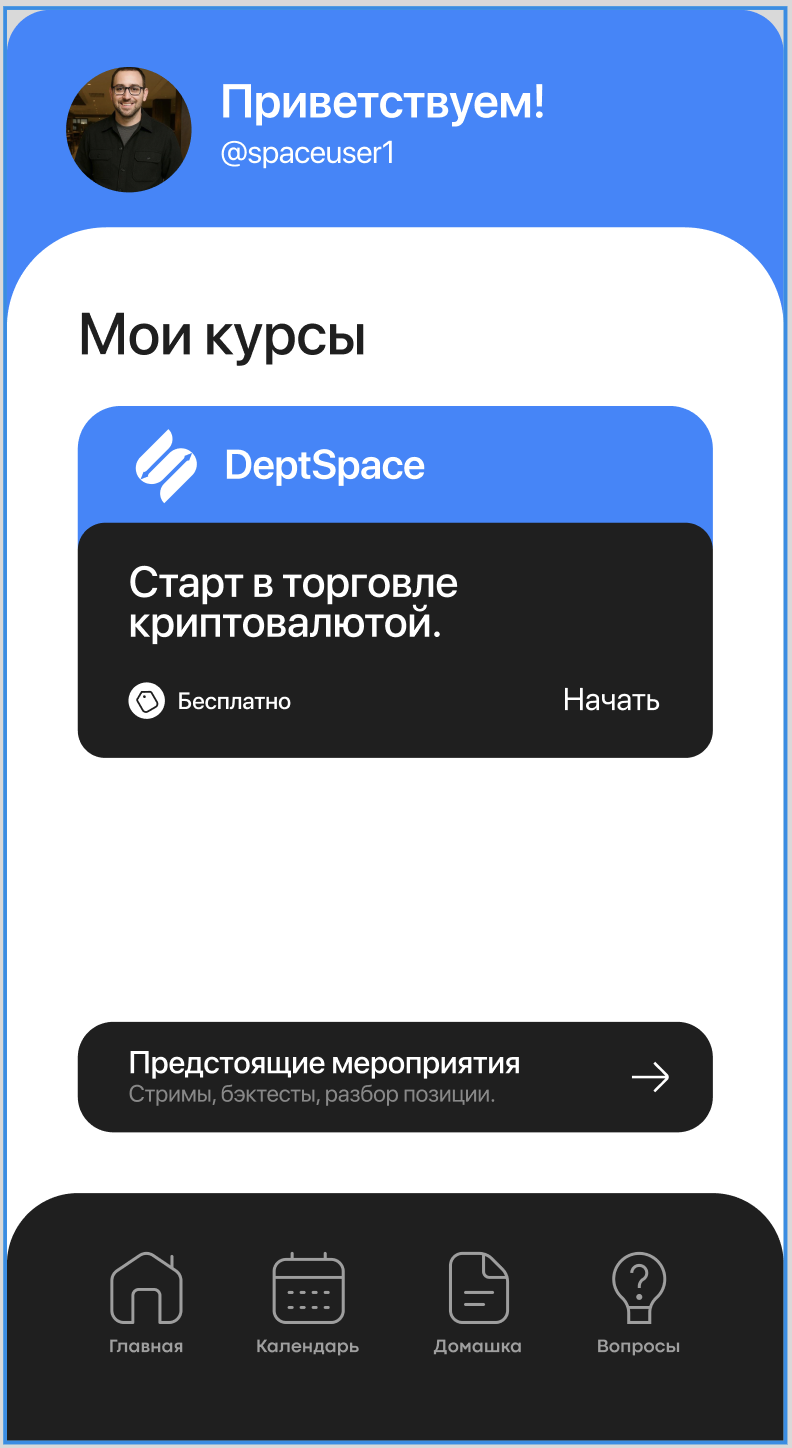 Приветствуем!
@spaceuser1
Мои курсы
DeptSpace
Старт в торговле
криптовалютой.
Бесплатно
Начать
Предстоящие мероприятия
Стримы, бэктесты, разбор позиции.
Главная
Календарь
Домашка
Вопросы